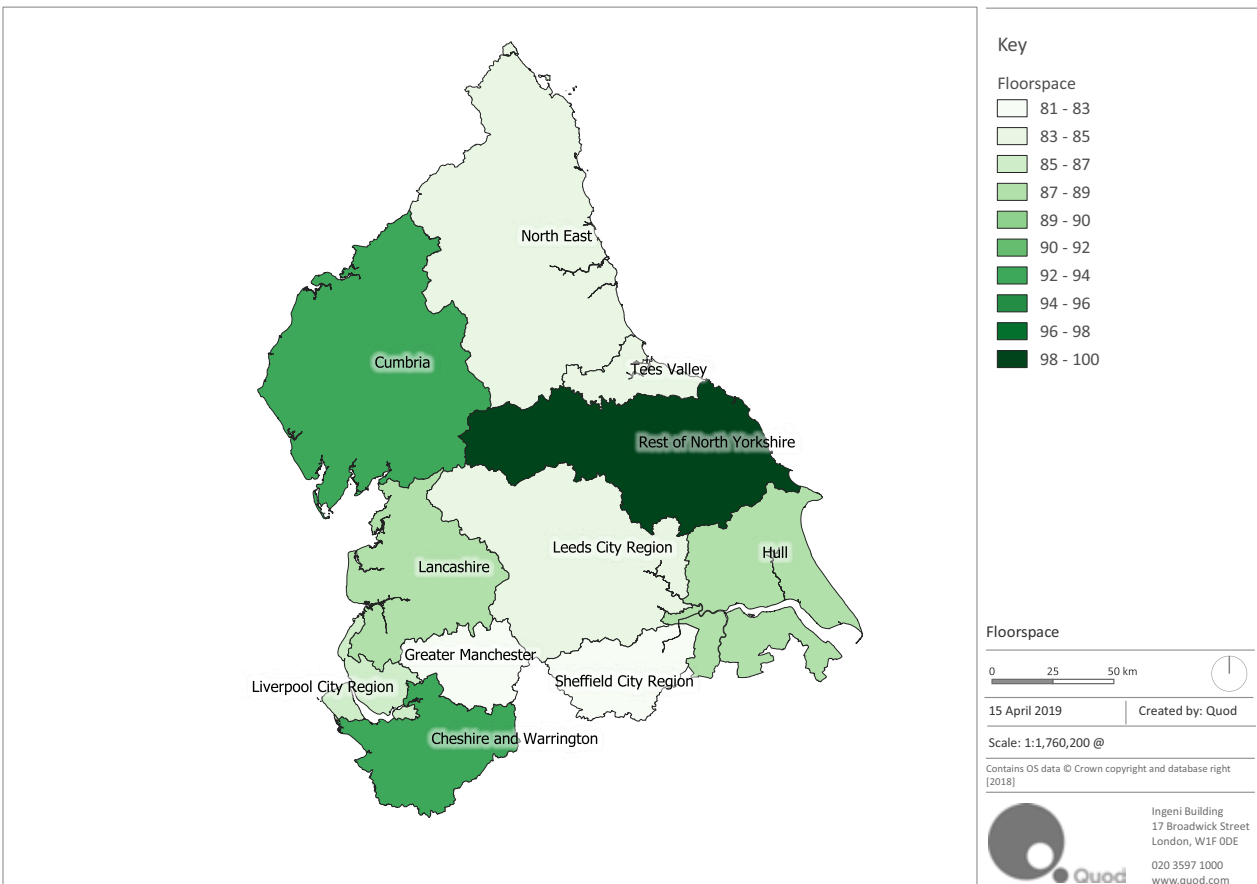 North East
Cumbria
Tees Valley
Rest of North Yorkshire
Leeds City Region
Hull
Lancashire
Greater Manchester
Sheffield City Region
Liverpool City Region
Cheshire and Warrington
Key
Floorspace
81 - 83
83 - 85
85 - 87
87 - 89
89 - 90
90 - 92
92 - 94
94 - 96
96 - 98
98 - 100
Floorspace
0 25 50 km
15 April 2019 Created by: Quod
Scale: 1:1,760,200 @
Contains OS data © Crown copyright and database right
[2018]
Ingeni Building
17 Broadwick Street
London, W1F 0DE
020 3597 1000
www.quod.com
Quod